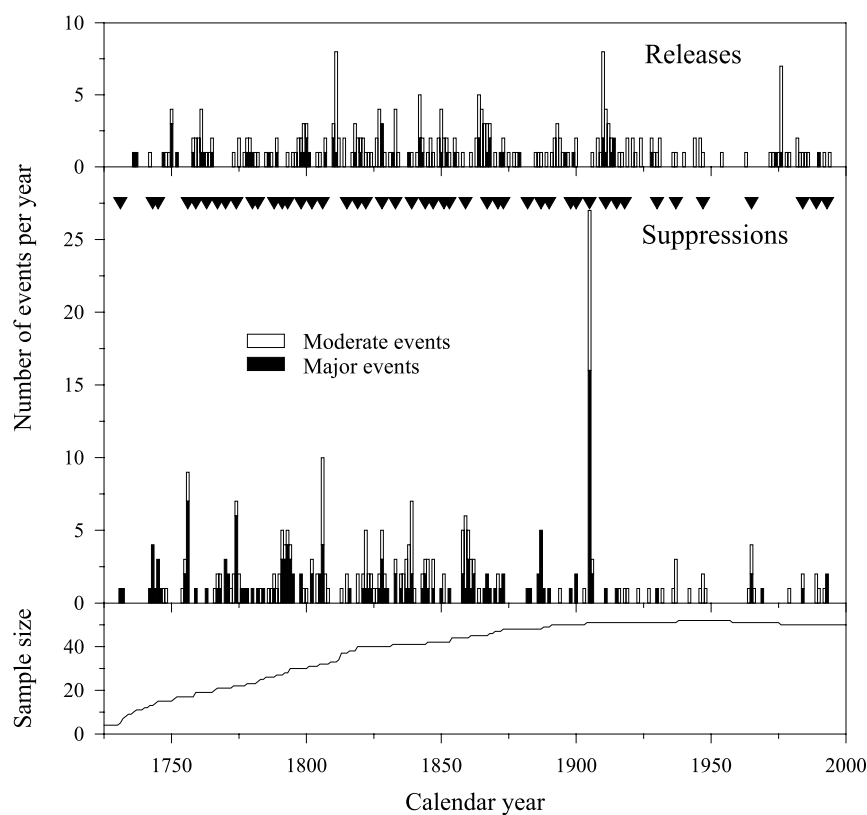 10
Releases
5
0
Suppressions
25
20
Moderate events
Major events
15
10
5
0
Number of events per year
40
20
0
Sample size
1750 1800 1850 1900 1950 2000
Calendar year